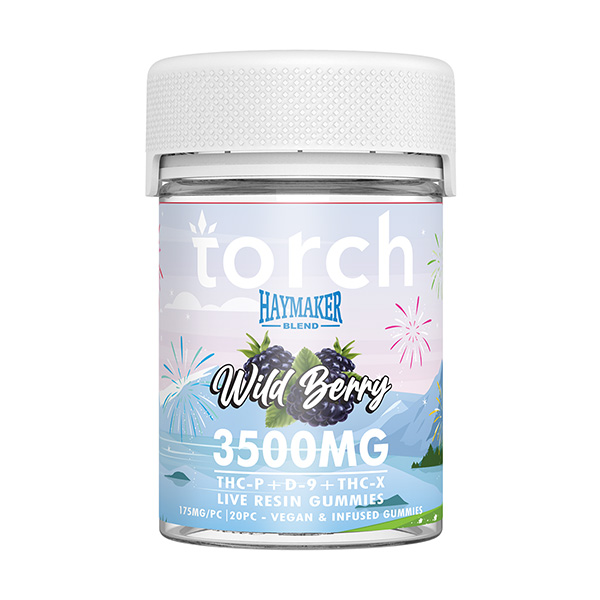 torch
HAYMAKER
BLEND
Wild Berry
3500MG
THC-P+D-9+THC-X
LIVE RESIN GUMMIES
175MG/PC|20PC - VEGAN & INFUSED GUMMIES